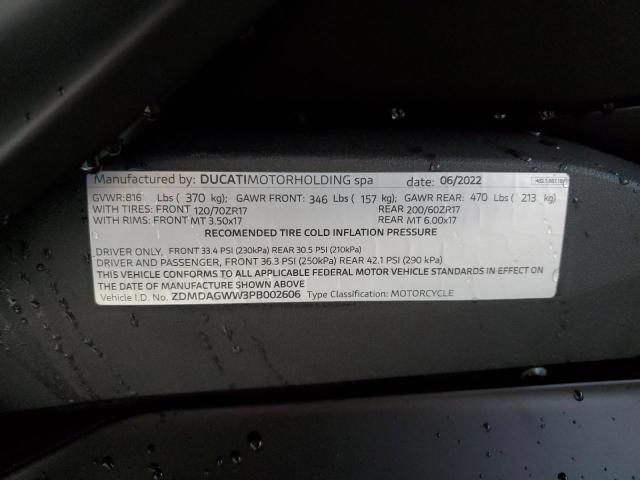 Manufactured by: DUCATIMOTORHOLDING spa date: 06/2022
GVWR:816 Lbs ( 370 kg); GAWR FRONT: 346 Lbs ( 157 kg) GAWR REAR: 470 Lbs ( 213 kg)
WITH TIRES: FRONT 120/70ZR17 REAR 200/60ZR17
WITH RIMS: FRONT MT 3.50x17 REAR MT 6.00x17
RECOMENDED TIRE COLD INFLATION PRESSURE
DRIVER ONLY, FRONT 33.4 PSI (230kPa) REAR 30.5 PSI (210kPa)
DRIVER AND PASSENGER, FRONT 36.3 PSI (250kPa) REAR 42.1 PSI (290 kPa)
THIS VEHICLE CONFORMS TO ALL APPLICABLE FEDERAL MOTOR VEHICLE STANDARDS IN EFFECT ON
THE DATE OF MANUFACTURE SHOWN ABOVE
Vehicle I.D. No. ZDMDAGWW3PB002606 Type Classification: MOTORCYCLE